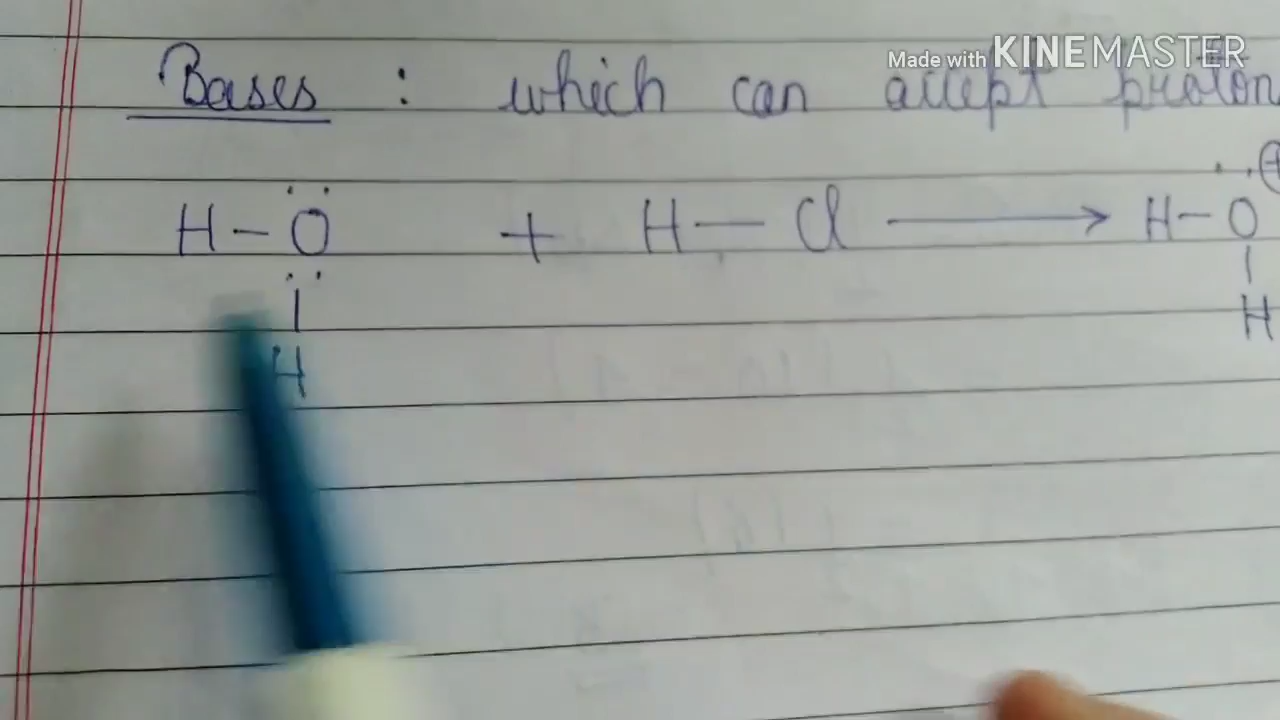 Made with KINEMASTER
Bases : which can accept proton
H - O + H — Cl ⟶ H - O ⊕
| |
H H